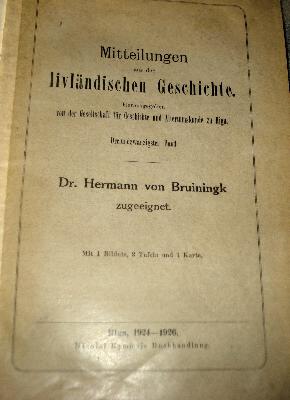 Mitteilungen
aus der
livländischen Geschichte.
Herausgegeben
von der Gesellschaft für Geschichte und Altertumskunde zu Riga.
Dreiundzwanzigster Band
Dr. Hermann von Bruiningk
zugeeignet.
Mit 1 Bildnis, 2 Tafeln und 1 Karte.
Riga, 1924—1926.
Nicolai Kymmels Buchhandlung.